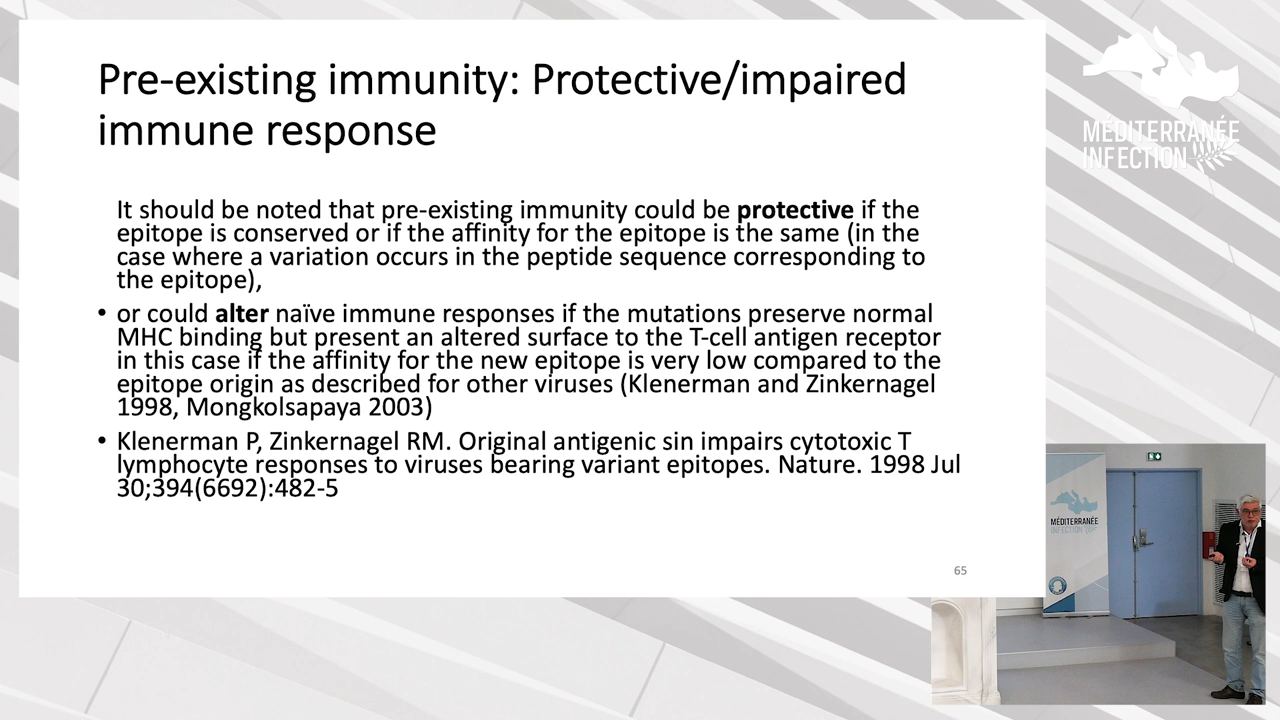 Pre-existing immunity: Protective/impaired
immune response
It should be noted that pre-existing immunity could be protective if the
epitope is conserved or if the affinity for the epitope is the same (in the
case where a variation occurs in the peptide sequence corresponding to
the epitope),
• or could alter naïve immune responses if the mutations preserve normal
MHC binding but present an altered surface to the T-cell antigen receptor
in this case if the affinity for the new epitope is very low compared to the
epitope origin as described for other viruses (Klenerman and Zinkernagel
1998, Mongkolsapaya 2003)
• Klenerman P, Zinkernagel RM. Original antigenic sin impairs cytotoxic T
lymphocyte responses to viruses bearing variant epitopes. Nature. 1998 Jul
30;394(6692):482-5
65
MÉDITERRANÉE
INFECTION
MÉDITERRANÉE
INFECTION